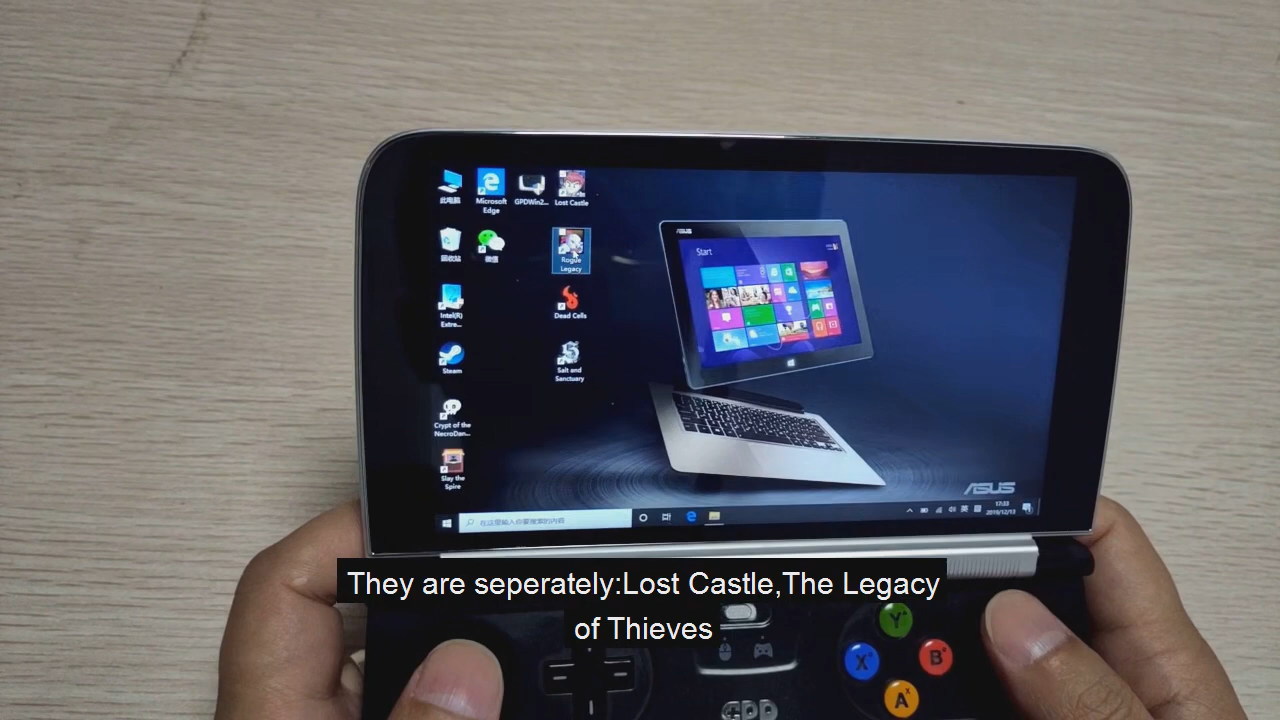 此电脑
Microsoft
Edge
GPDWin2...
Lost Castle
回收站
微信
Rogue
Legacy
Intel(R)
Extre...
Dead Cells
Steam
Salt and
Sanctuary
Crypt of the
NecroDan...
Slay the
Spire
ASUS
Start
ASUS
在这里输入你要搜索的内容
英
17:33
2019/12/13
They are seperately:Lost Castle,The Legacy
of Thieves
Y
X
B
A
GPD